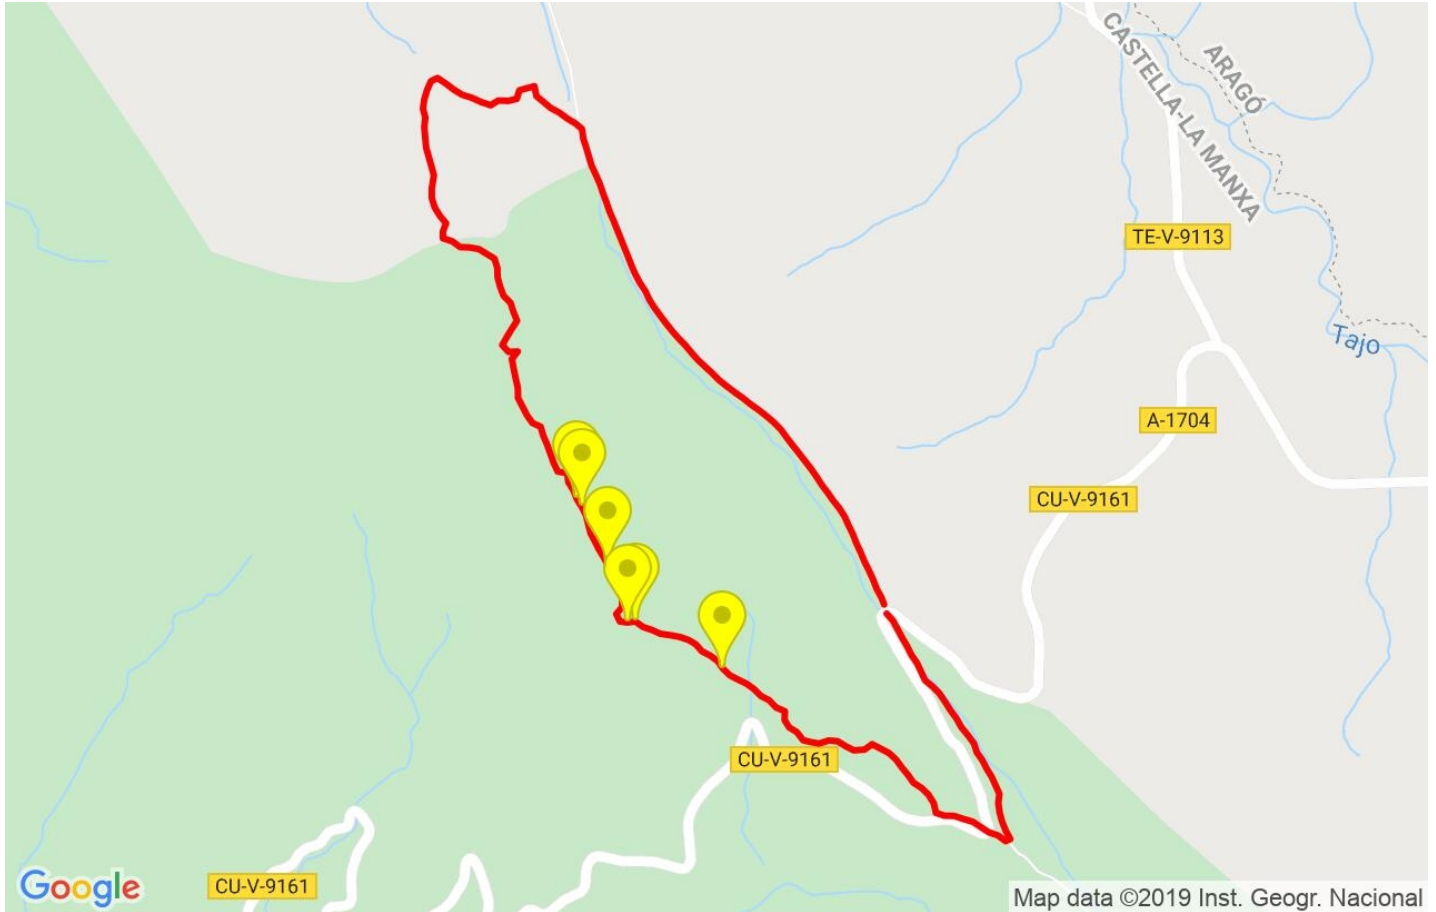 CASTELLA-LA MANXA
ARAGÓ
TE-V-9113
Tajo
A-1704
CU-V-9161
CU-V-9161
CU-V-9161
Google
Map data ©2019 Inst. Geogr. Nacional